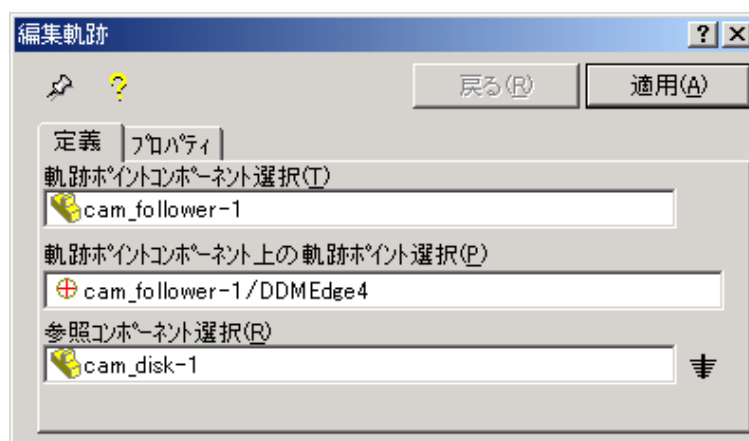 編集軌跡
戻る(R) 適用(A)
定義 プロパティ
軌跡ポイントコンポーネント選択(T)
cam_follower-1
軌跡ポイントコンポーネント上の軌跡ポイント選択(P)
cam_follower-1/DDMEdge4
参照コンポーネント選択(R)
cam_disk-1